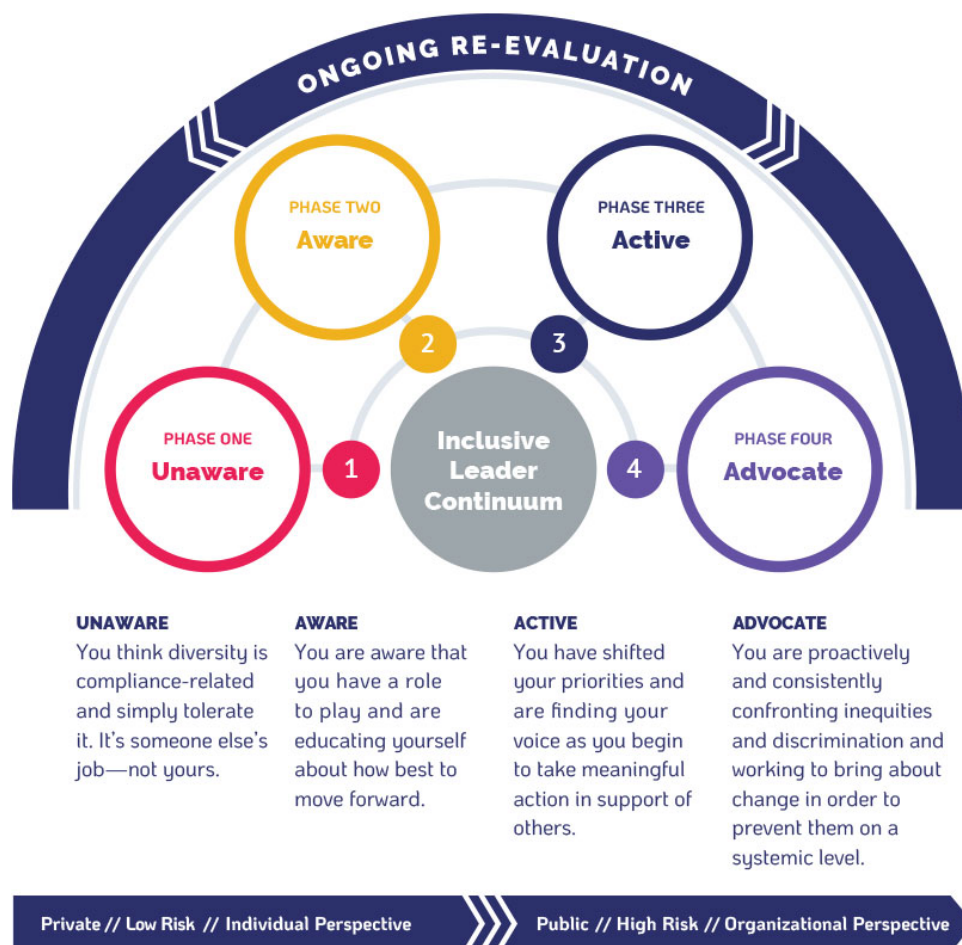 ONGOING RE-EVALUATION
PHASE TWO
Aware
PHASE THREE
Active
2
3
PHASE ONE
Unaware
1
Inclusive
Leader
Continuum
4
PHASE FOUR
Advocate
UNAWARE
You think diversity is
compliance-related
and simply tolerate
it. It’s someone else’s
job—not yours.
AWARE
You are aware that
you have a role
to play and are
educating yourself
about how best to
move forward.
ACTIVE
You have shifted
your priorities and
are finding your
voice as you begin
to take meaningful
action in support of
others.
ADVOCATE
You are proactively
and consistently
confronting inequities
and discrimination and
working to bring about
change in order to
prevent them on a
systemic level.
Private // Low Risk // Individual Perspective
Public // High Risk // Organizational Perspective